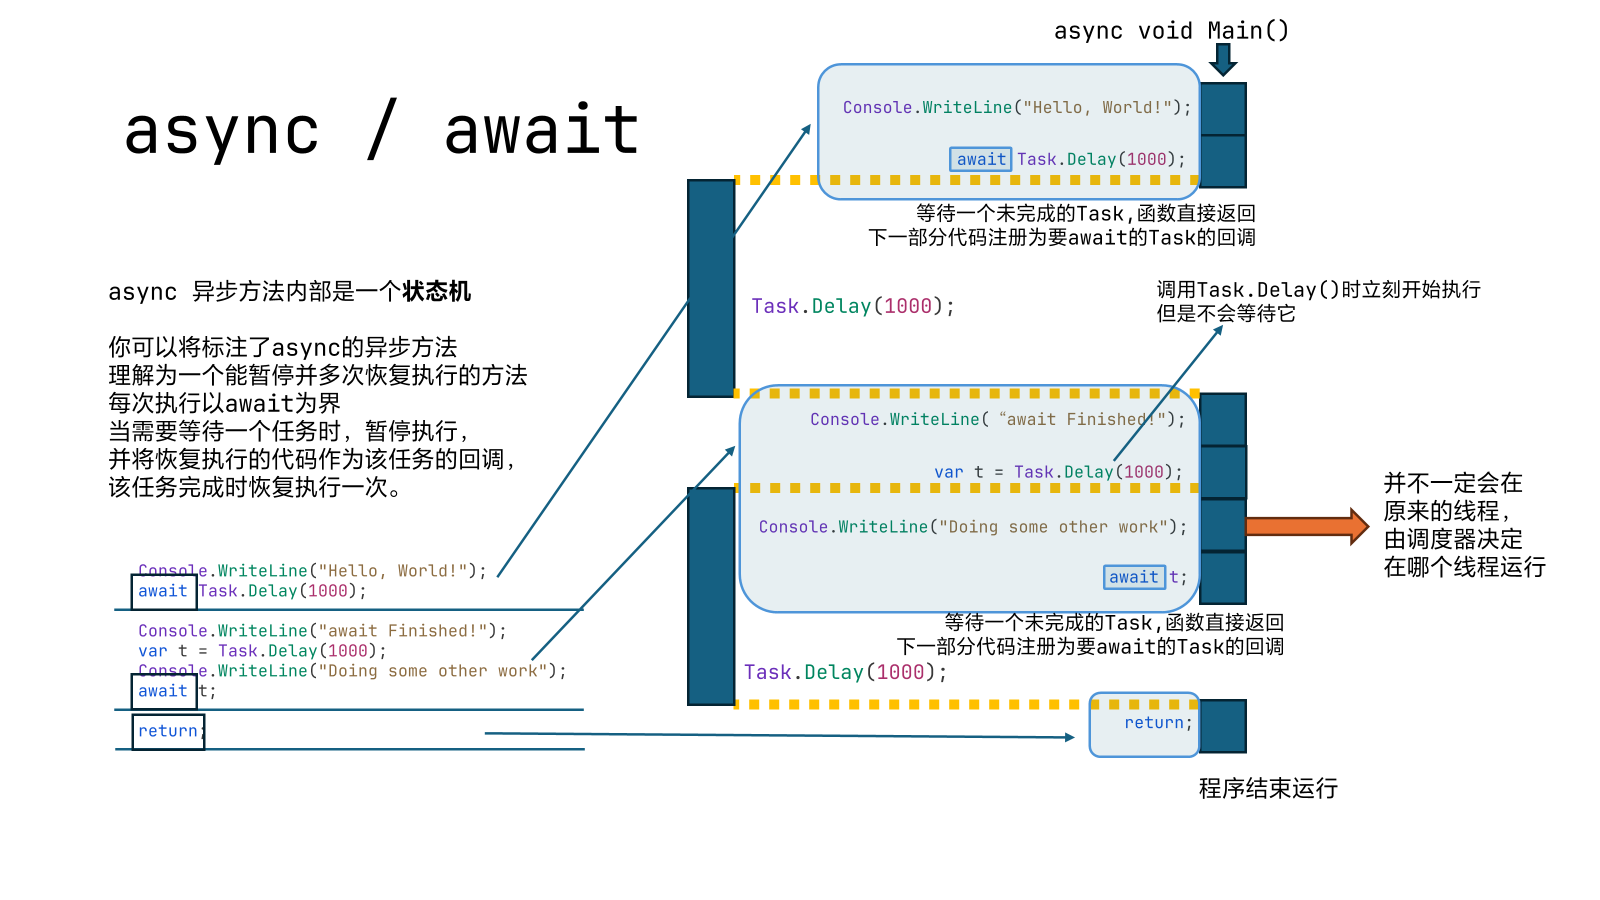 async / await
async 异步方法内部是一个状态机
你可以将标注了async的异步方法
理解为一个能暂停并多次恢复执行的方法
每次执行以await为界
当需要等待一个任务时，暂停执行，
并将恢复执行的代码作为该任务的回调，
该任务完成时恢复执行一次。
Console.WriteLine("Hello, World!");
await Task.Delay(1000);
Console.WriteLine("await Finished!");
var t = Task.Delay(1000);
Console.WriteLine("Doing some other work");
await t;
return;
async void Main()
Console.WriteLine("Hello, World!");
await Task.Delay(1000);
等待一个未完成的Task,函数直接返回
下一部分代码注册为要await的Task的回调
Task.Delay(1000);
调用Task.Delay()时立刻开始执行
但是不会等待它
Console.WriteLine( “await Finished!");
var t = Task.Delay(1000);
Console.WriteLine("Doing some other work");
await t;
并不一定会在
原来的线程，
由调度器决定
在哪个线程运行
等待一个未完成的Task,函数直接返回
下一部分代码注册为要await的Task的回调
Task.Delay(1000);
return;
程序结束运行